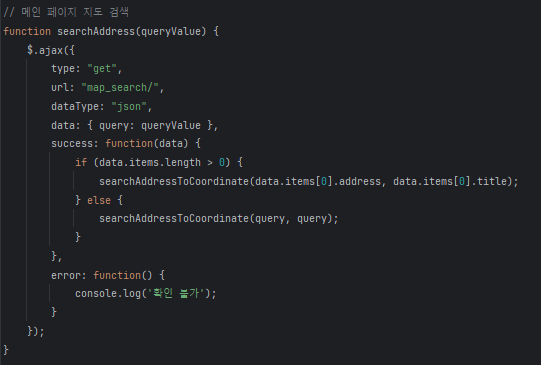 // 메인 페이지 지도 검색
function searchAddress(queryValue) {
    $.ajax({
        type: "get",
        url: "map_search/",
        dataType: "json",
        data: { query: queryValue },
        success: function(data) {
            if (data.items.length > 0) {
                searchAddressToCoordinate(data.items[0].address, data.items[0].title);
            } else {
                searchAddressToCoordinate(query, query);
            }
        },
        error: function() {
            console.log('확인 불가');
        }
    });
}